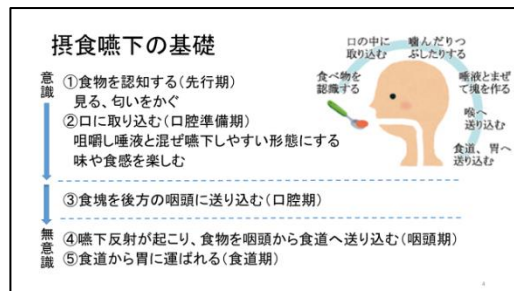 摂食嚥下の基礎
意識
①食物を認知する(先行期)
見る、匂いをかぐ
②口に取り込む(口腔準備期)
咀嚼し唾液と混ぜ嚥下しやすい形態にする
味や食感を楽しむ
③食塊を後方の咽頭に送り込む(口腔期)
無意識
④嚥下反射が起こり、食物を咽頭から食道へ送り込む(咽頭期)
⑤食道から胃に運ばれる(食道期)
食べ物を
認識する
口の中に
取り込む
噛んだりつ
ぶしたりする
唾液とまぜ
て塊を作る
喉へ
送り込む
食道、胃へ
送り込む
4